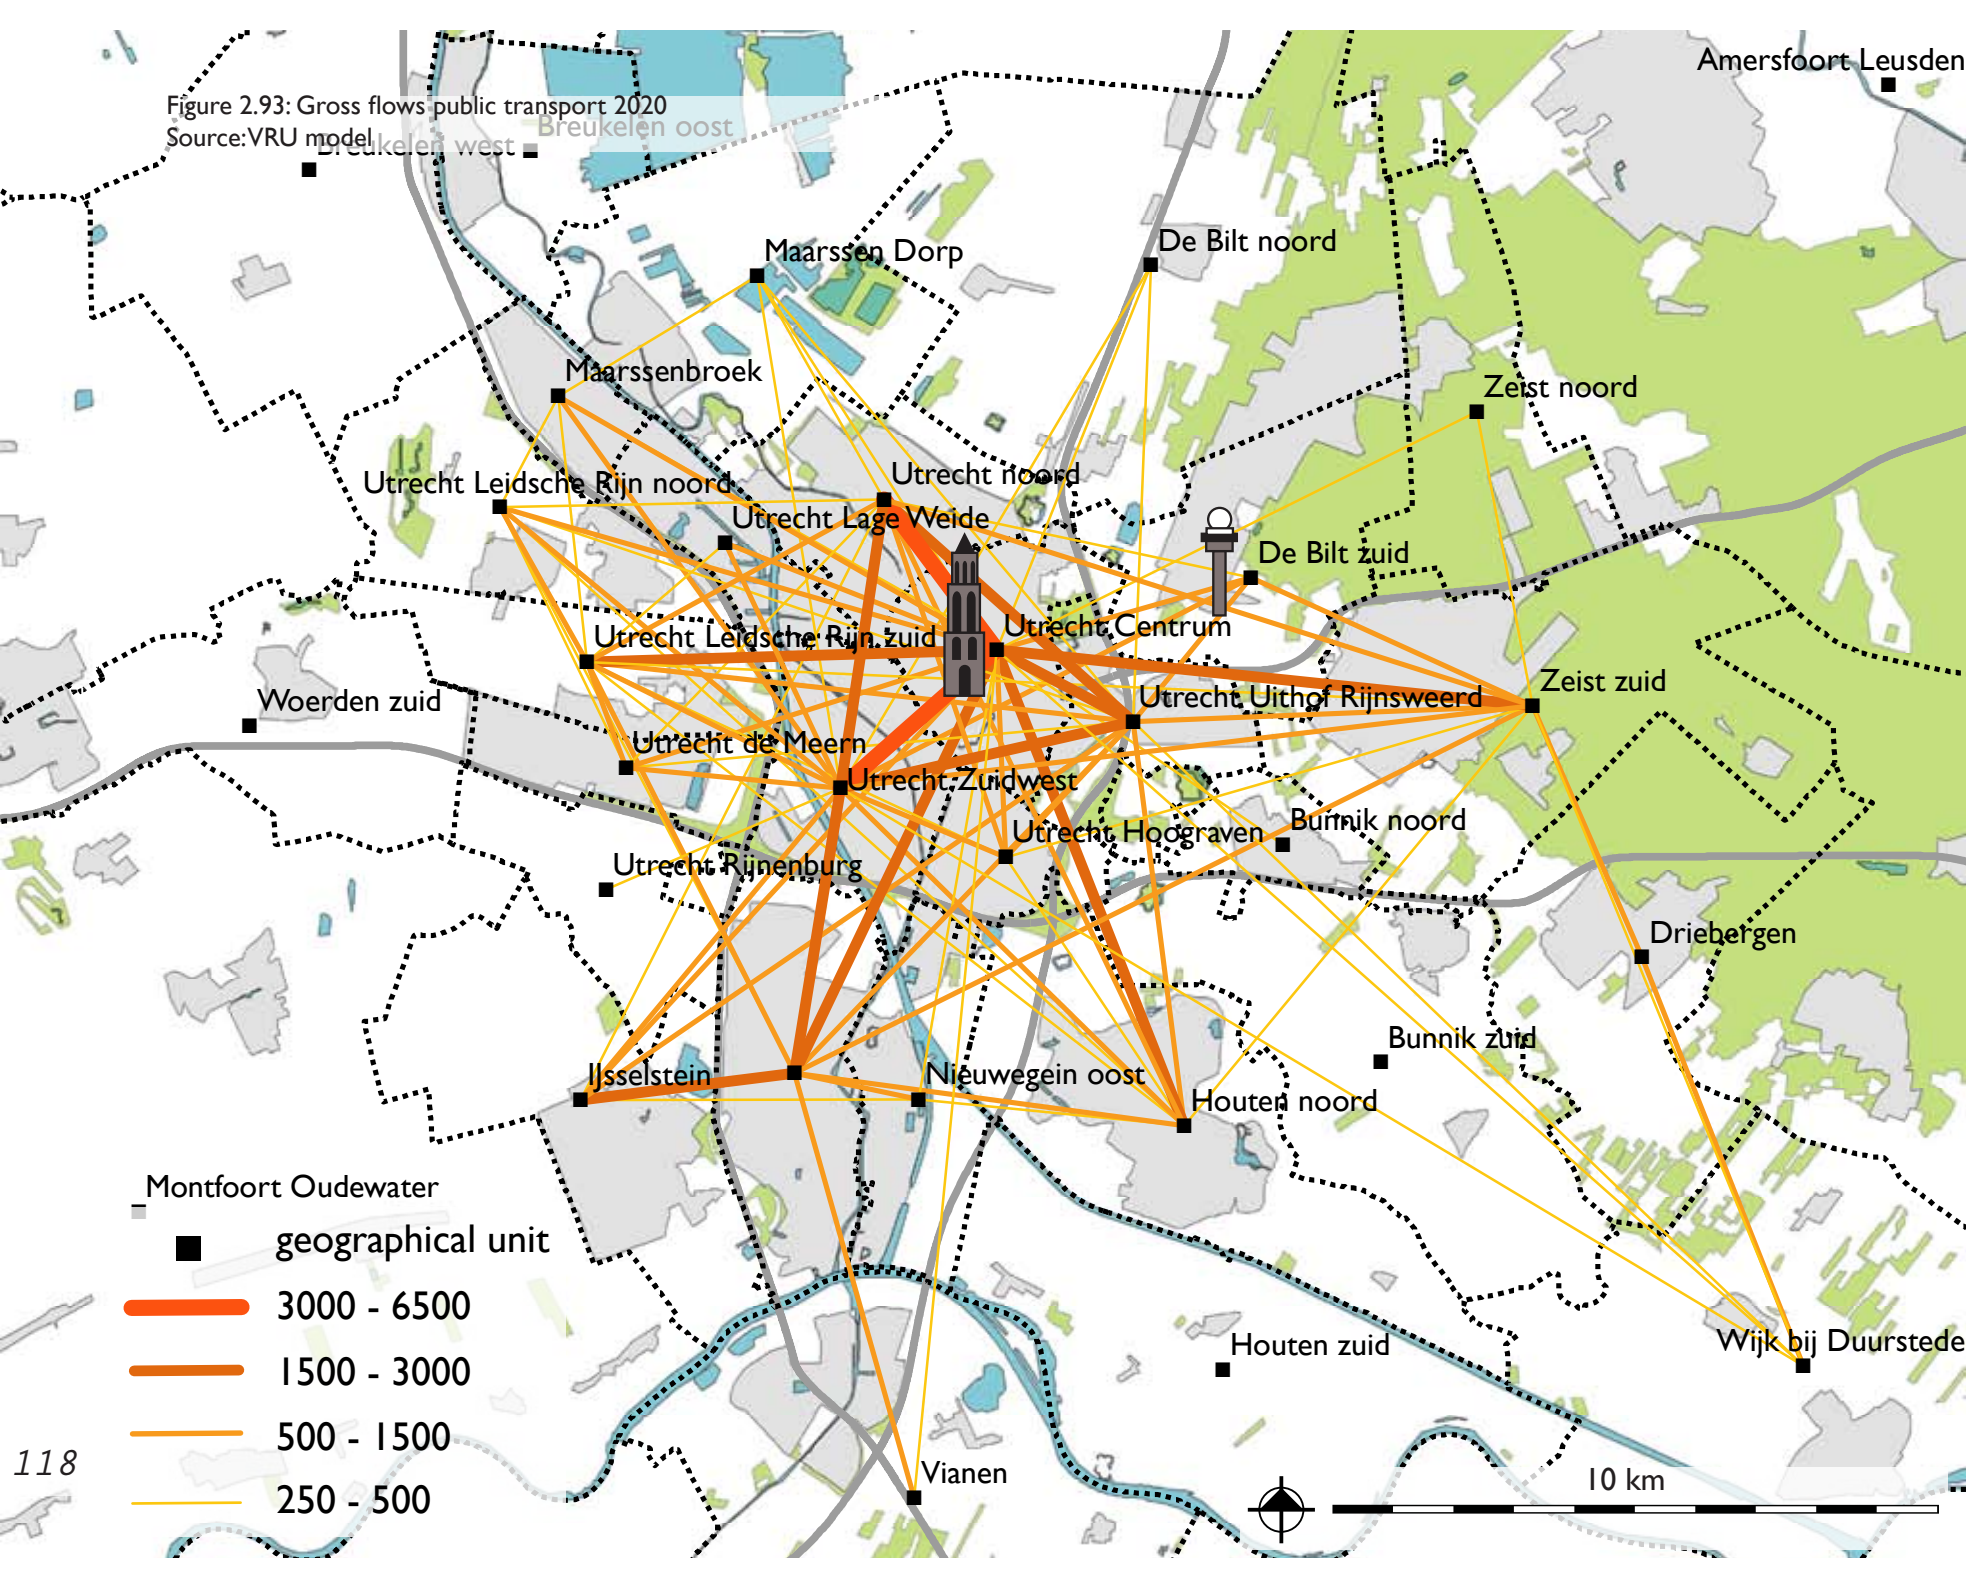 Amersfoort Leusden
Figure 2.93: Gross flows public transport 2020
Source:VRU model
Breukelen oost
Breukelen west
De Bilt noord
Maarssen Dorp
Maarssenbroek
Zeist noord
Utrecht noord
Utrecht Leidsche Rijn noord
Utrecht Lage Weide
De Bilt zuid
Utrecht Centrum
Utrecht Leidsche Rijn zuid
Zeist zuid
Woerden zuid
Utrecht Uithof Rijnsweerd
Utrecht de Meern
Utrecht Zuidwest
Utrecht Hoograven
Bunnik noord
Utrecht Rijnenburg
Driebergen
Bunnik zuid
IJsselstein
Nieuwegein oost
Houten noord
Montfoort Oudewater
geographical unit
3000 - 6500
1500 - 3000
500 - 1500
250 - 500
Houten zuid
Wijk bij Duurstede
118
Vianen
10 km